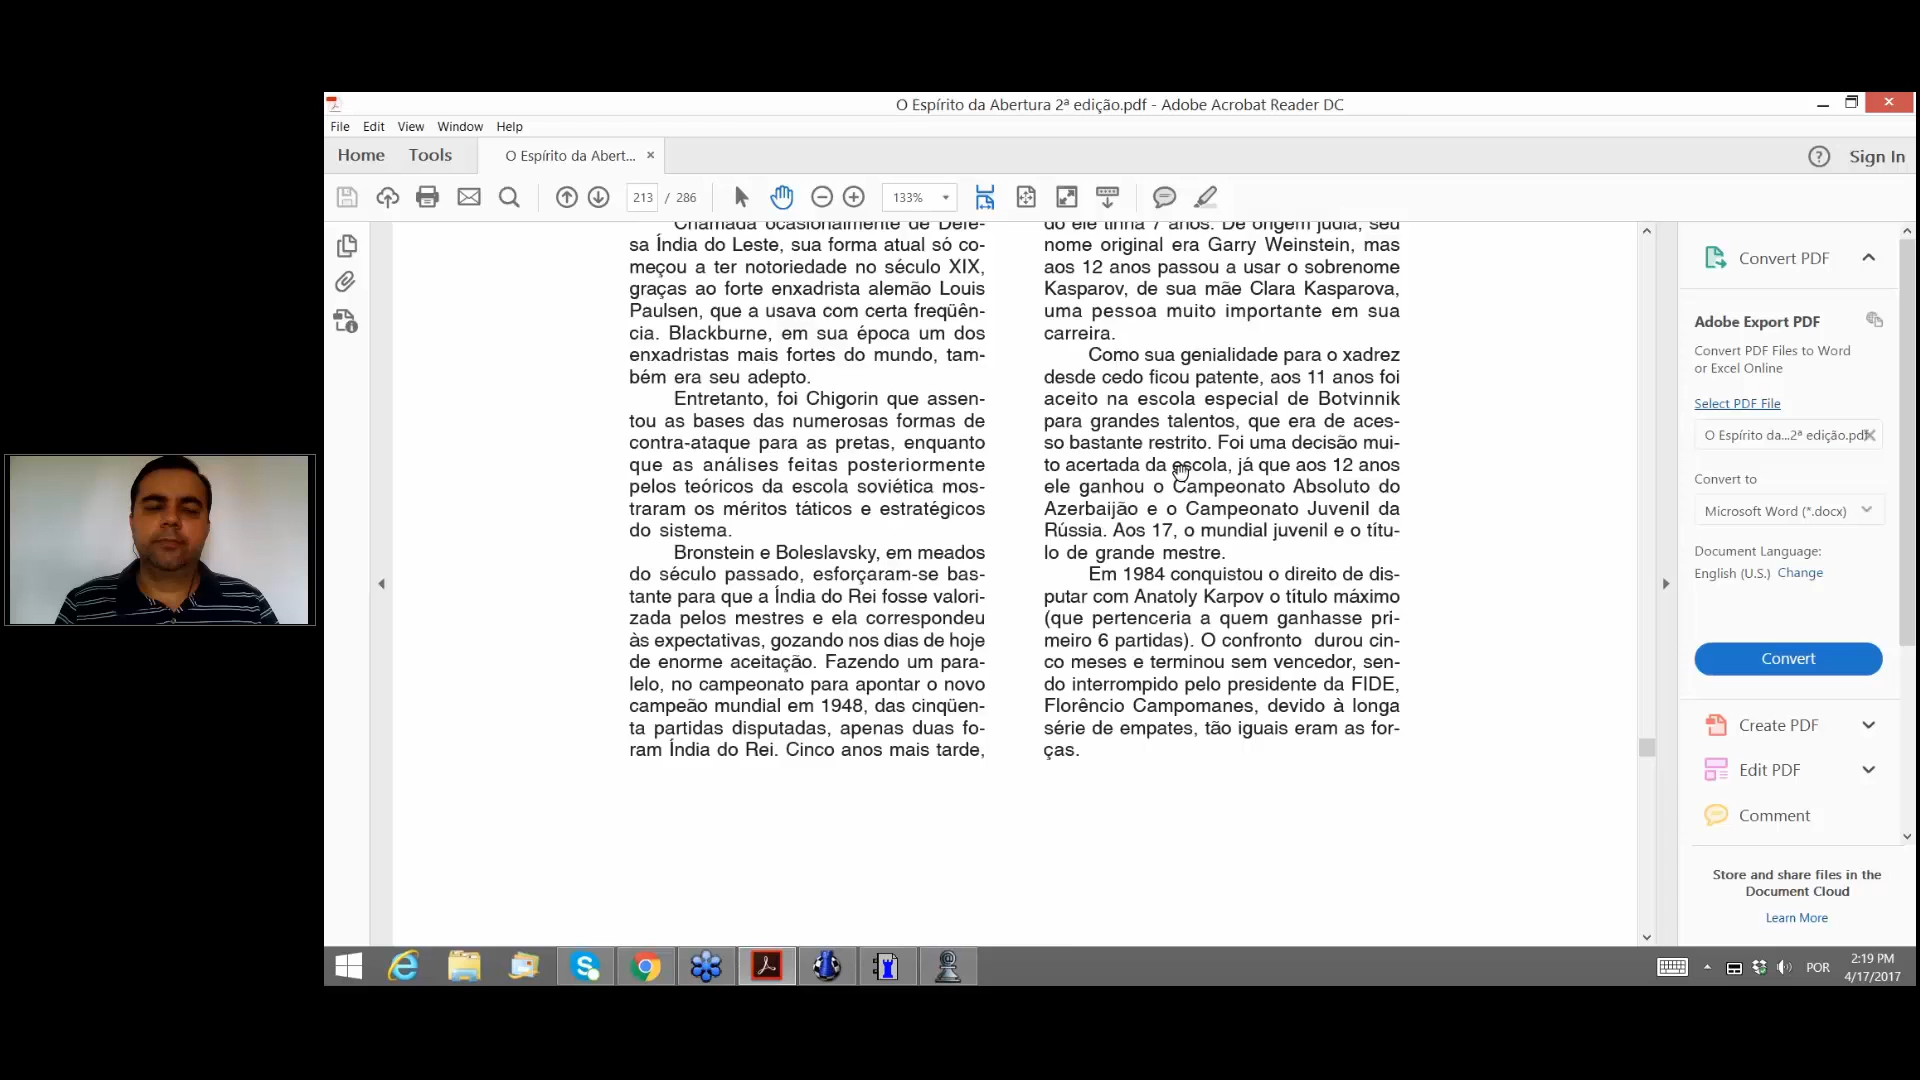 O Espírito da Abertura 2ª edição.pdf - Adobe Acrobat Reader DC
File Edit View Window Help
Home Tools O Espírito da Abert... ×
? Sign In
213 / 286 133%
Chamada ocasionalmente de Defe-
sa Índia do Leste, sua forma atual só co-
meçou a ter notoriedade no século XIX,
graças ao forte enxadrista alemão Louis
Paulsen, que a usava com certa freqüên-
cia. Blackburne, em sua época um dos
enxadristas mais fortes do mundo, tam-
bém era seu adepto.
Entretanto, foi Chigorin que assen-
tou as bases das numerosas formas de
contra-ataque para as pretas, enquanto
que as análises feitas posteriormente
pelos teóricos da escola soviética mos-
traram os méritos táticos e estratégicos
do sistema.
Bronstein e Boleslavsky, em meados
do século passado, esforçaram-se bas-
tante para que a Índia do Rei fosse valori-
zada pelos mestres e ela correspondeu
às expectativas, gozando nos dias de hoje
de enorme aceitação. Fazendo um para-
lelo, no campeonato para apontar o novo
campeão mundial em 1948, das cinqüen-
ta partidas disputadas, apenas duas fo-
ram Índia do Rei. Cinco anos mais tarde,
do ele tinha 7 anos. De origem judia, seu
nome original era Garry Weinstein, mas
aos 12 anos passou a usar o sobrenome
Kasparov, de sua mãe Clara Kasparova,
uma pessoa muito importante em sua
carreira.
Como sua genialidade para o xadrez
desde cedo ficou patente, aos 11 anos foi
aceito na escola especial de Botvinnik
para grandes talentos, que era de aces-
so bastante restrito. Foi uma decisão mui-
to acertada da escola, já que aos 12 anos
ele ganhou o Campeonato Absoluto do
Azerbaijão e o Campeonato Juvenil da
Rússia. Aos 17, o mundial juvenil e o títu-
lo de grande mestre.
Em 1984 conquistou o direito de dis-
putar com Anatoly Karpov o título máximo
(que pertenceria a quem ganhasse pri-
meiro 6 partidas). O confronto durou cin-
co meses e terminou sem vencedor, sen-
do interrompido pelo presidente da FIDE,
Florêncio Campomanes, devido à longa
série de empates, tão iguais eram as for-
ças.
Convert PDF
Adobe Export PDF
Convert PDF Files to Word
or Excel Online
Select PDF File
O Espírito da...2ª edição.pdf
Convert to
Microsoft Word (*.docx)
Document Language:
English (U.S.) Change
Convert
Create PDF
Edit PDF
Comment
Store and share files in the
Document Cloud
Learn More
POR
2:19 PM
4/17/2017